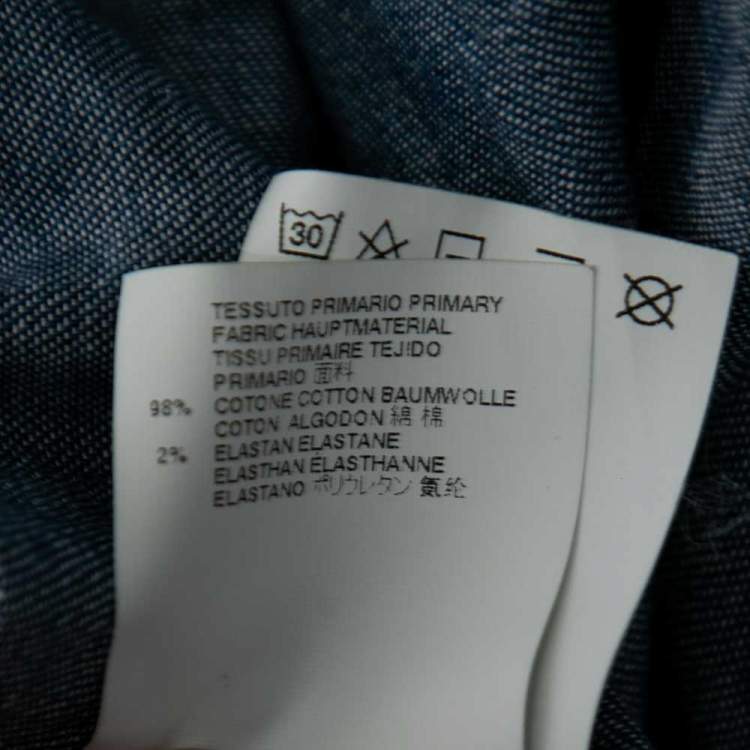 30
TESSUTO PRIMARIO PRIMARY
FABRIC HAUPTMATERIAL
TISSU PRIMAIRE TEJIDO
PRIMARIO 面料
98% COTONE COTTON BAUMWOLLE
COTON ALGODON 綿 棉
2% ELASTAN ELASTANE
ELASTHAN ELASTHANNE
ELASTANO ポリウレタン 氨纶